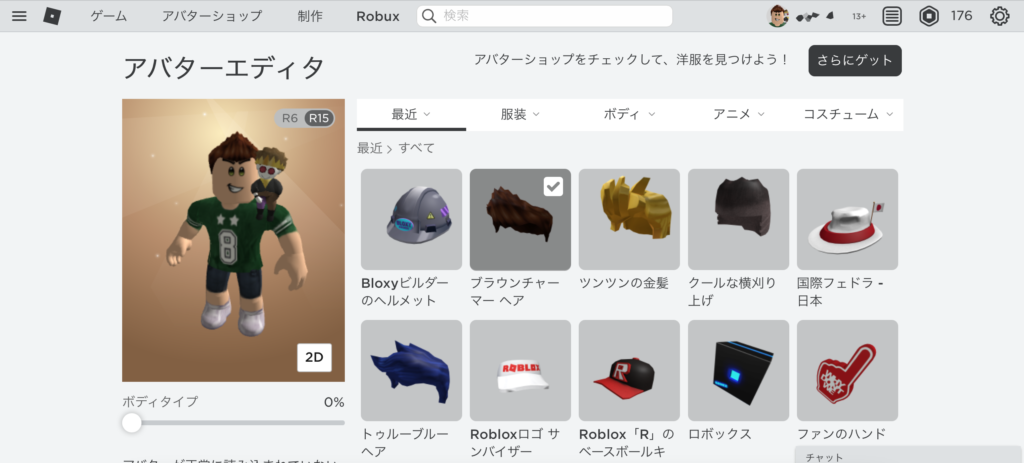 ゲーム アバターショップ 制作 Robux 検索 13+ 176
アバターエディタ
アバターショップをチェックして、洋服を見つけよう！ さらにゲット
R6 R15
最近 服装 ボディ アニメ コスチューム
最近 > すべて
8
Bloxyビルダー
のヘルメット
ブラウンチャー
マー ヘア
ツンツンの金髪
クールな横刈り
上げ
国際フェドラ -
日本
2D
ボディタイプ 0%
ROBLOX
R
トゥルーブルー
ヘア
Robloxロゴ サ
ンバイザー
Roblox「R」の
ベースボールキ
ロボックス
ファンのハンド
チャット